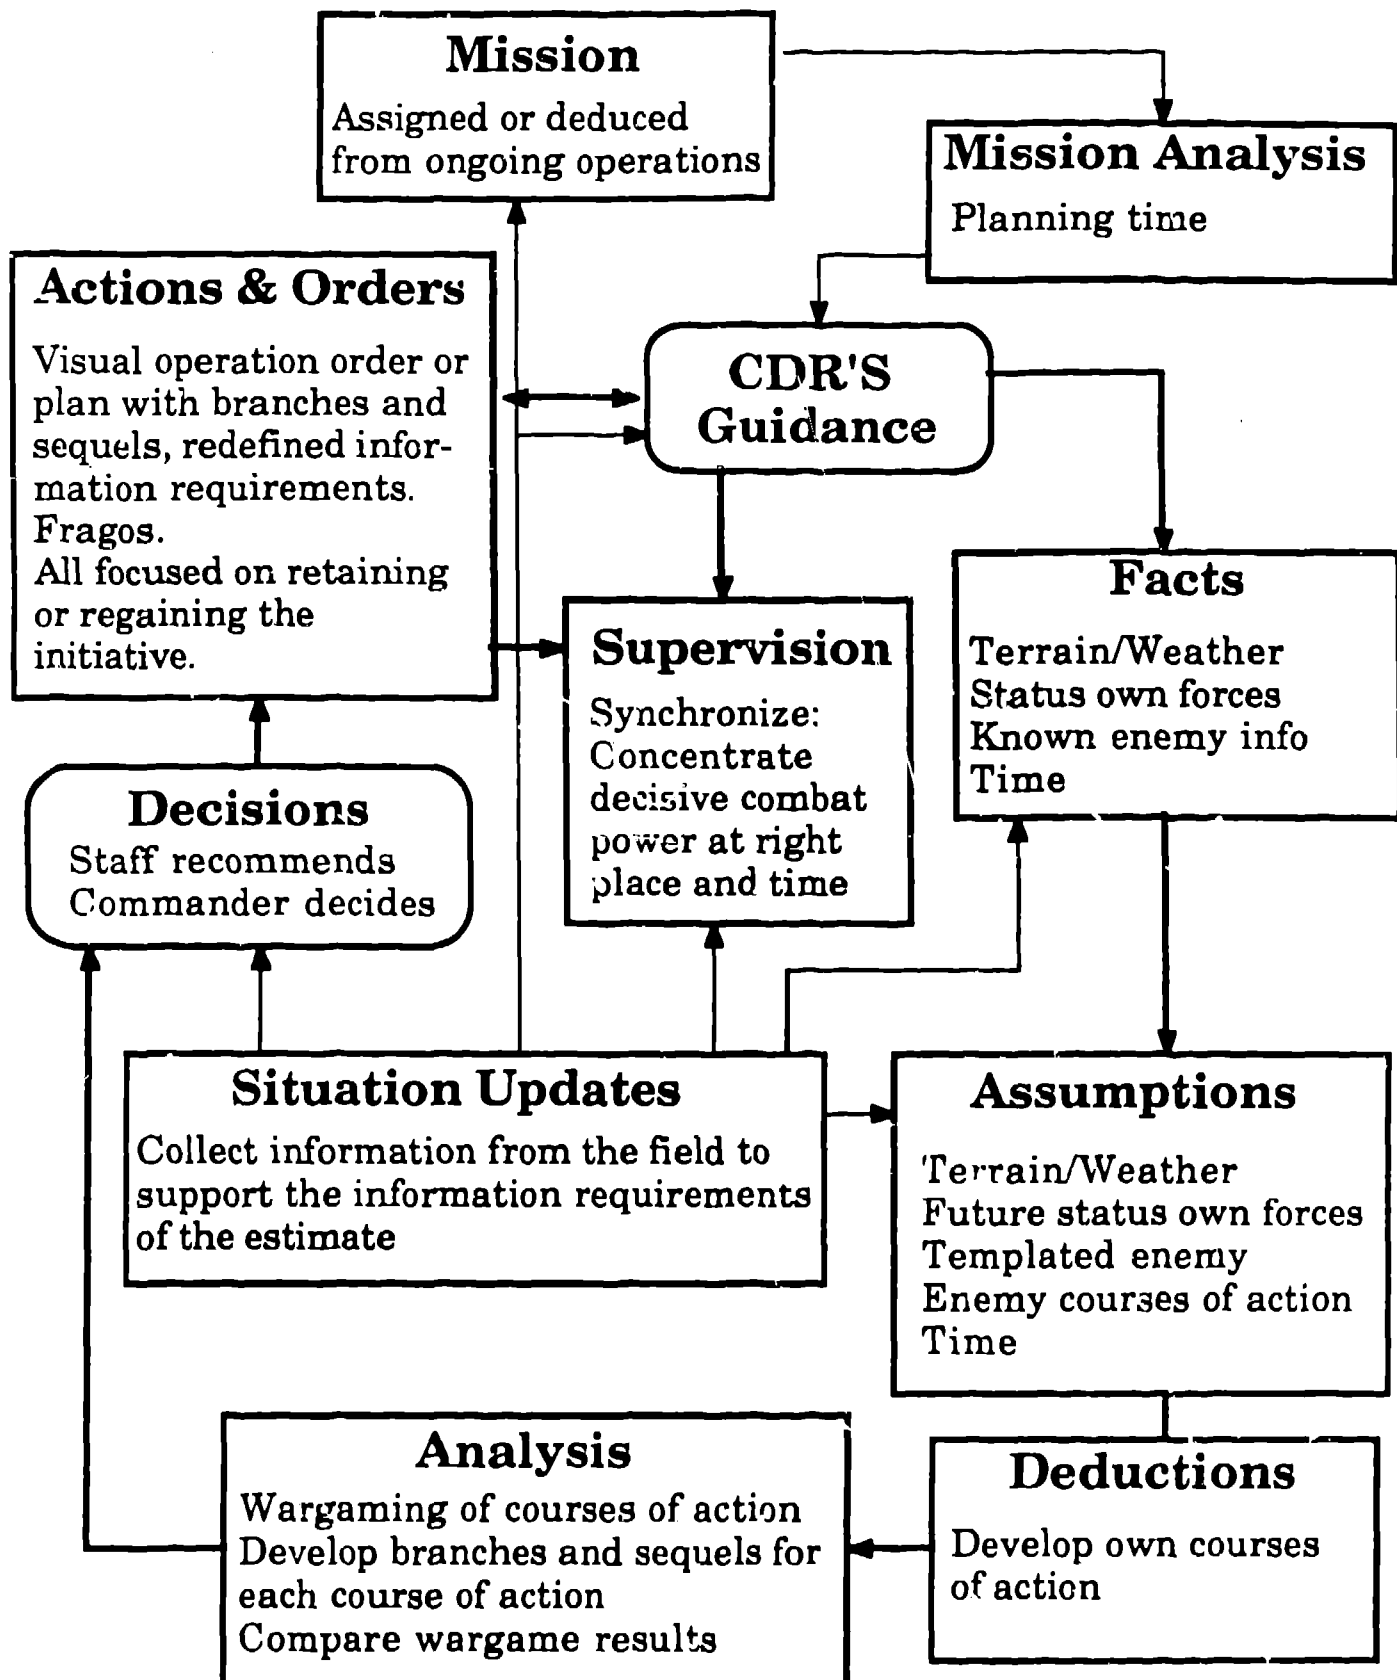 Mission
Assigned or deduced
from ongoing operations
Mission Analysis
Planning time
Actions & Orders
Visual operation order or
plan with branches and
sequels, redefined infor-
mation requirements.
Fragos.
All focused on retaining
or regaining the
initiative.
CDR'S
Guidance
Facts
Terrain/Weather
Status own forces
Known enemy info
Time
Supervision
Synchronize:
Concentrate
decisive combat
power at right
place and time
Decisions
Staff recommends
Commander decides
Situation Updates
Collect information from the field to
support the information requirements
of the estimate
Assumptions
Terrain/Weather
Future status own forces
Templated enemy
Enemy courses of action
Time
Analysis
Wargaming of courses of action
Develop branches and sequels for
each course of action
Compare wargame results
Deductions
Develop own courses
of action